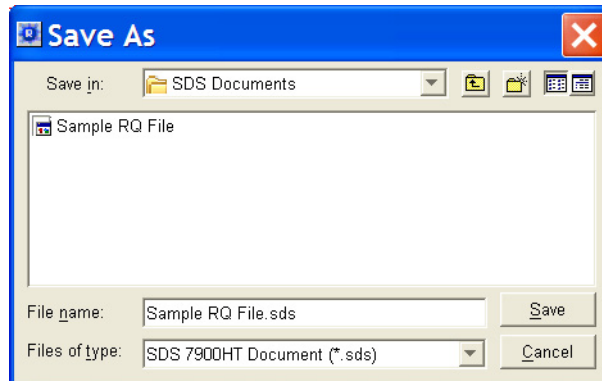 Save As
Save in: SDS Documents
Sample RQ File
File name: Sample RQ File.sds Save
Files of type: SDS 7900HT Document (*.sds) Cancel